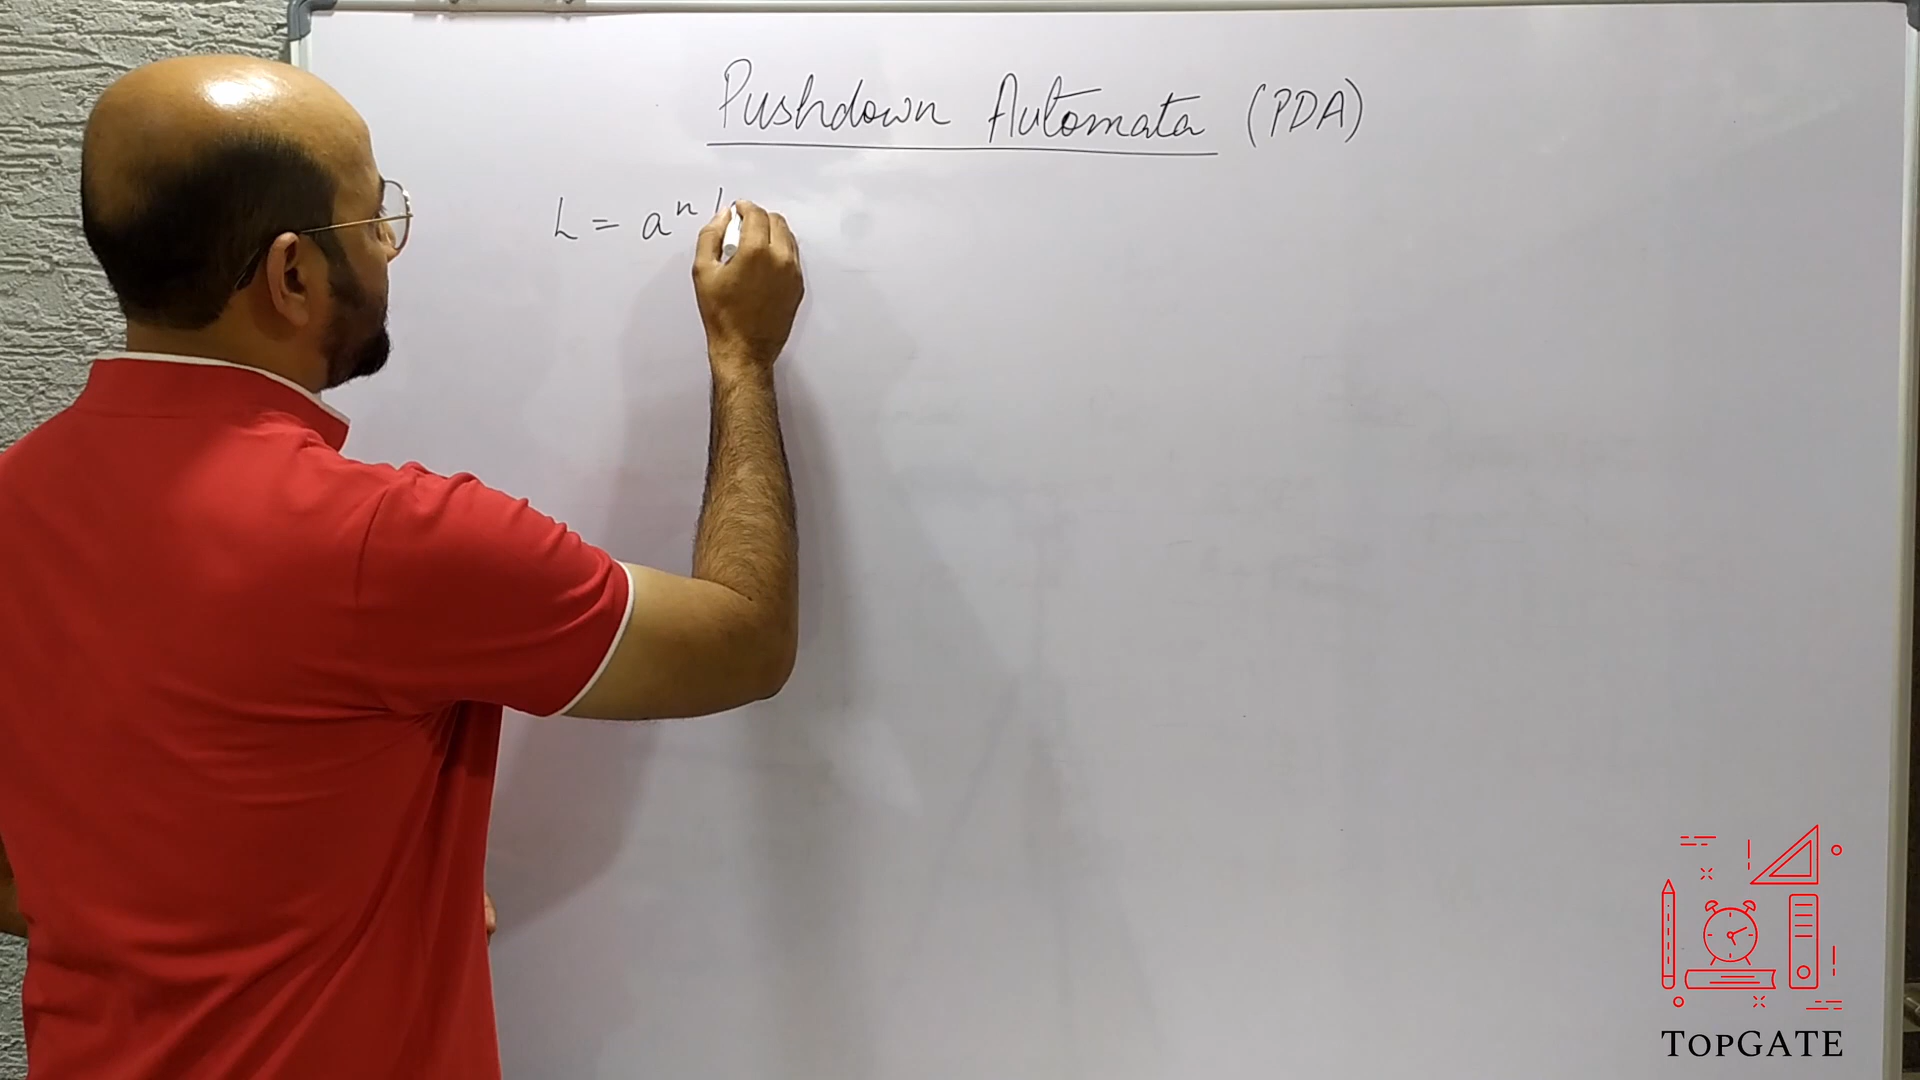 Pushdown Automata (PDA)
L = aⁿ
TOPGATE